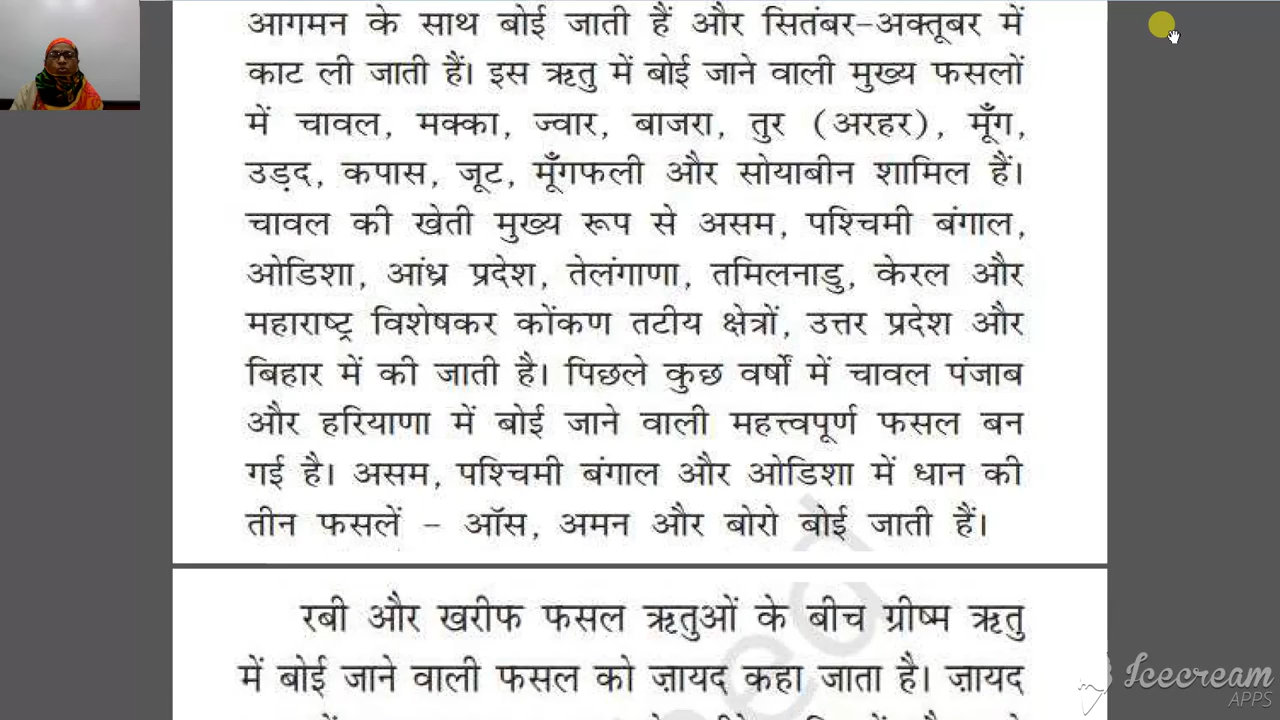 आगमन के साथ बोई जाती हैं और सितंबर–अक्तूबर में
काट ली जाती हैं। इस ऋतु में बोई जाने वाली मुख्य फसलों
में चावल, मक्का, ज्वार, बाजरा, तुर (अरहर), मूँग,
उड़द, कपास, जूट, मूँगफली और सोयाबीन शामिल हैं।
चावल की खेती मुख्य रूप से असम, पश्चिमी बंगाल,
ओडिशा, आंध्र प्रदेश, तेलंगाणा, तमिलनाडु, केरल और
महाराष्ट्र विशेषकर कोंकण तटीय क्षेत्रों, उत्तर प्रदेश और
बिहार में की जाती है। पिछले कुछ वर्षों में चावल पंजाब
और हरियाणा में बोई जाने वाली महत्त्वपूर्ण फसल बन
गई है। असम, पश्चिमी बंगाल और ओडिशा में धान की
तीन फसलें – ऑस, अमन और बोरो बोई जाती हैं।
रबी और खरीफ फसल ऋतुओं के बीच ग्रीष्म ऋतु
में बोई जाने वाली फसल को ज़ायद कहा जाता है। ज़ायद
Icecream
APPS